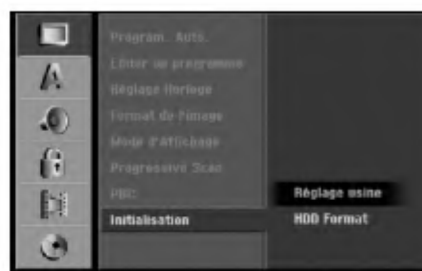 Program. Auto.
Editer un programme
Réglage Horloge
Format de l'image
Mode d'Affichage
Progressive Scan
PBC
Initialisation
Réglage usine
HDD Format